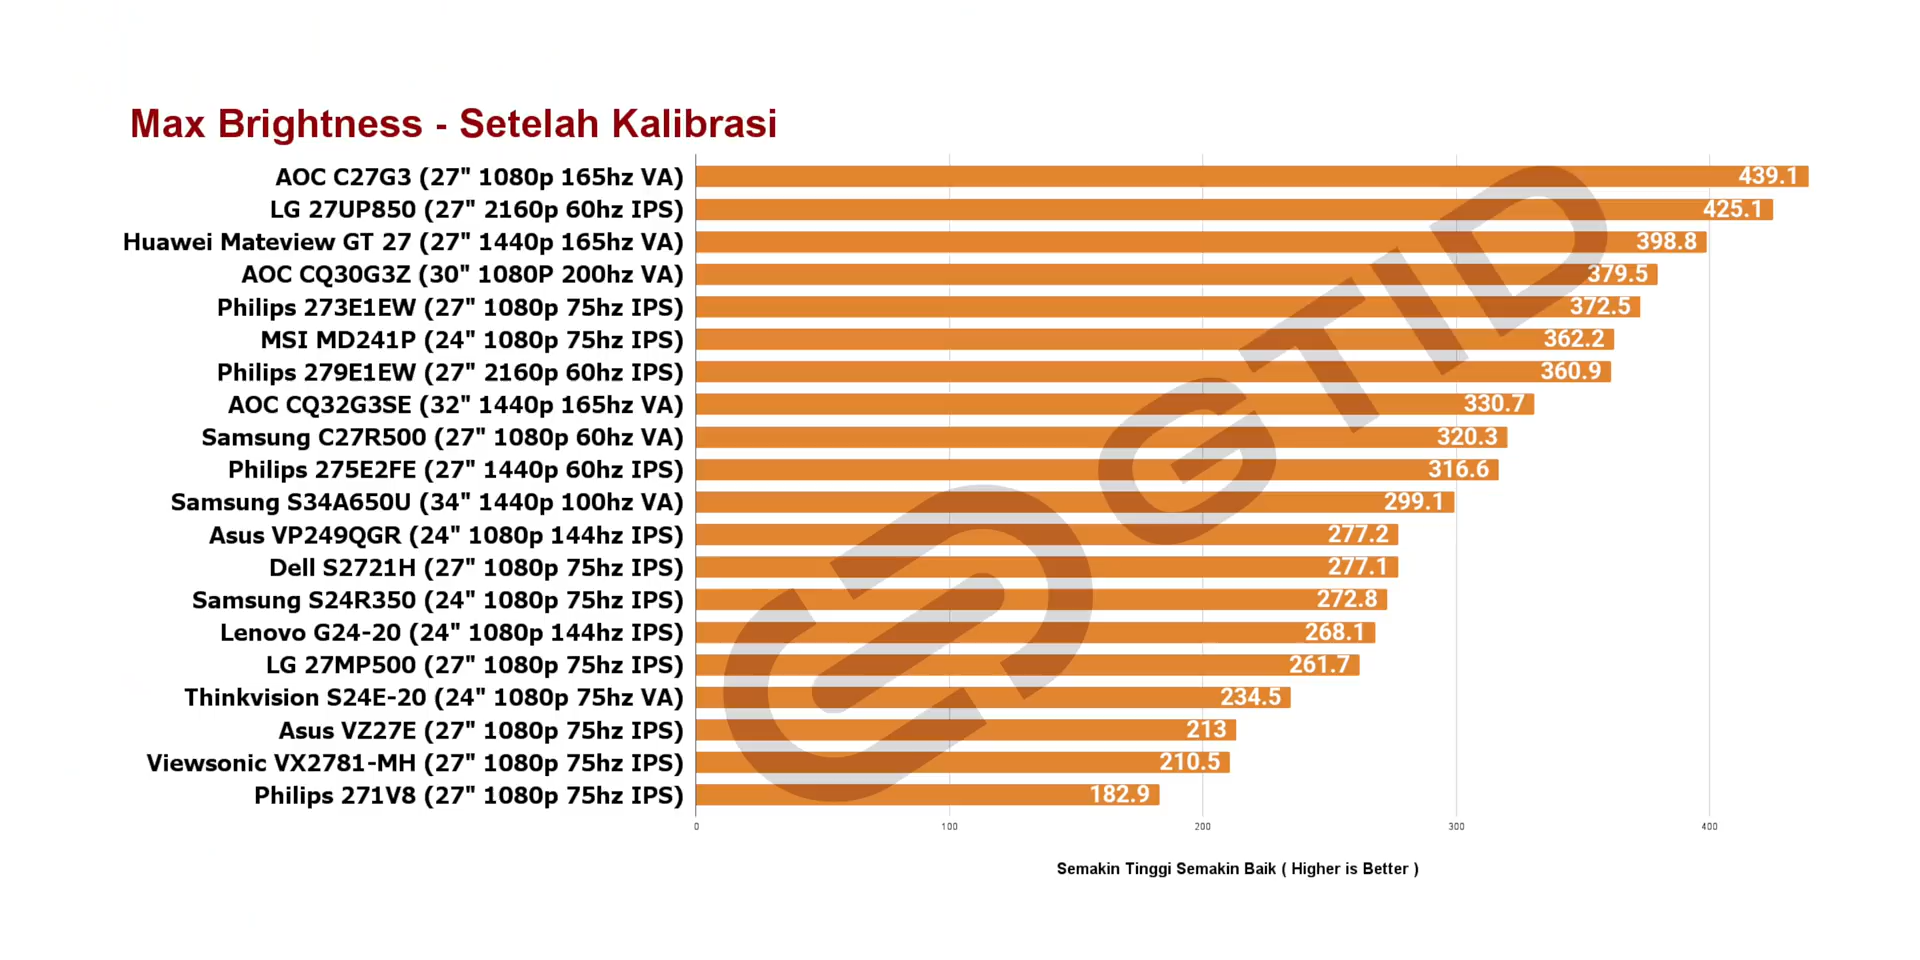 Max Brightness - Setelah Kalibrasi
AOC C27G3 (27" 1080p 165hz VA) 439.1
LG 27UP850 (27" 2160p 60hz IPS) 425.1
Huawei Mateview GT 27 (27" 1440p 165hz VA) 398.8
AOC CQ30G3Z (30" 1080P 200hz VA) 379.5
Philips 273E1EW (27" 1080p 75hz IPS) 372.5
MSI MD241P (24" 1080p 75hz IPS) 362.2
Philips 279E1EW (27" 2160p 60hz IPS) 360.9
AOC CQ32G3SE (32" 1440p 165hz VA) 330.7
Samsung C27R500 (27" 1080p 60hz VA) 320.3
Philips 275E2FE (27" 1440p 60hz IPS) 316.6
Samsung S34A650U (34" 1440p 100hz VA) 299.1
Asus VP249QGR (24" 1080p 144hz IPS) 277.2
Dell S2721H (27" 1080p 75hz IPS) 277.1
Samsung S24R350 (24" 1080p 75hz IPS) 272.8
Lenovo G24-20 (24" 1080p 144hz IPS) 268.1
LG 27MP500 (27" 1080p 75hz IPS) 261.7
Thinkvision S24E-20 (24" 1080p 75hz VA) 234.5
Asus VZ27E (27" 1080p 75hz IPS) 213
Viewsonic VX2781-MH (27" 1080p 75hz IPS) 210.5
Philips 271V8 (27" 1080p 75hz IPS) 182.9
0 100 200 300 400
Semakin Tinggi Semakin Baik ( Higher is Better )
GTID